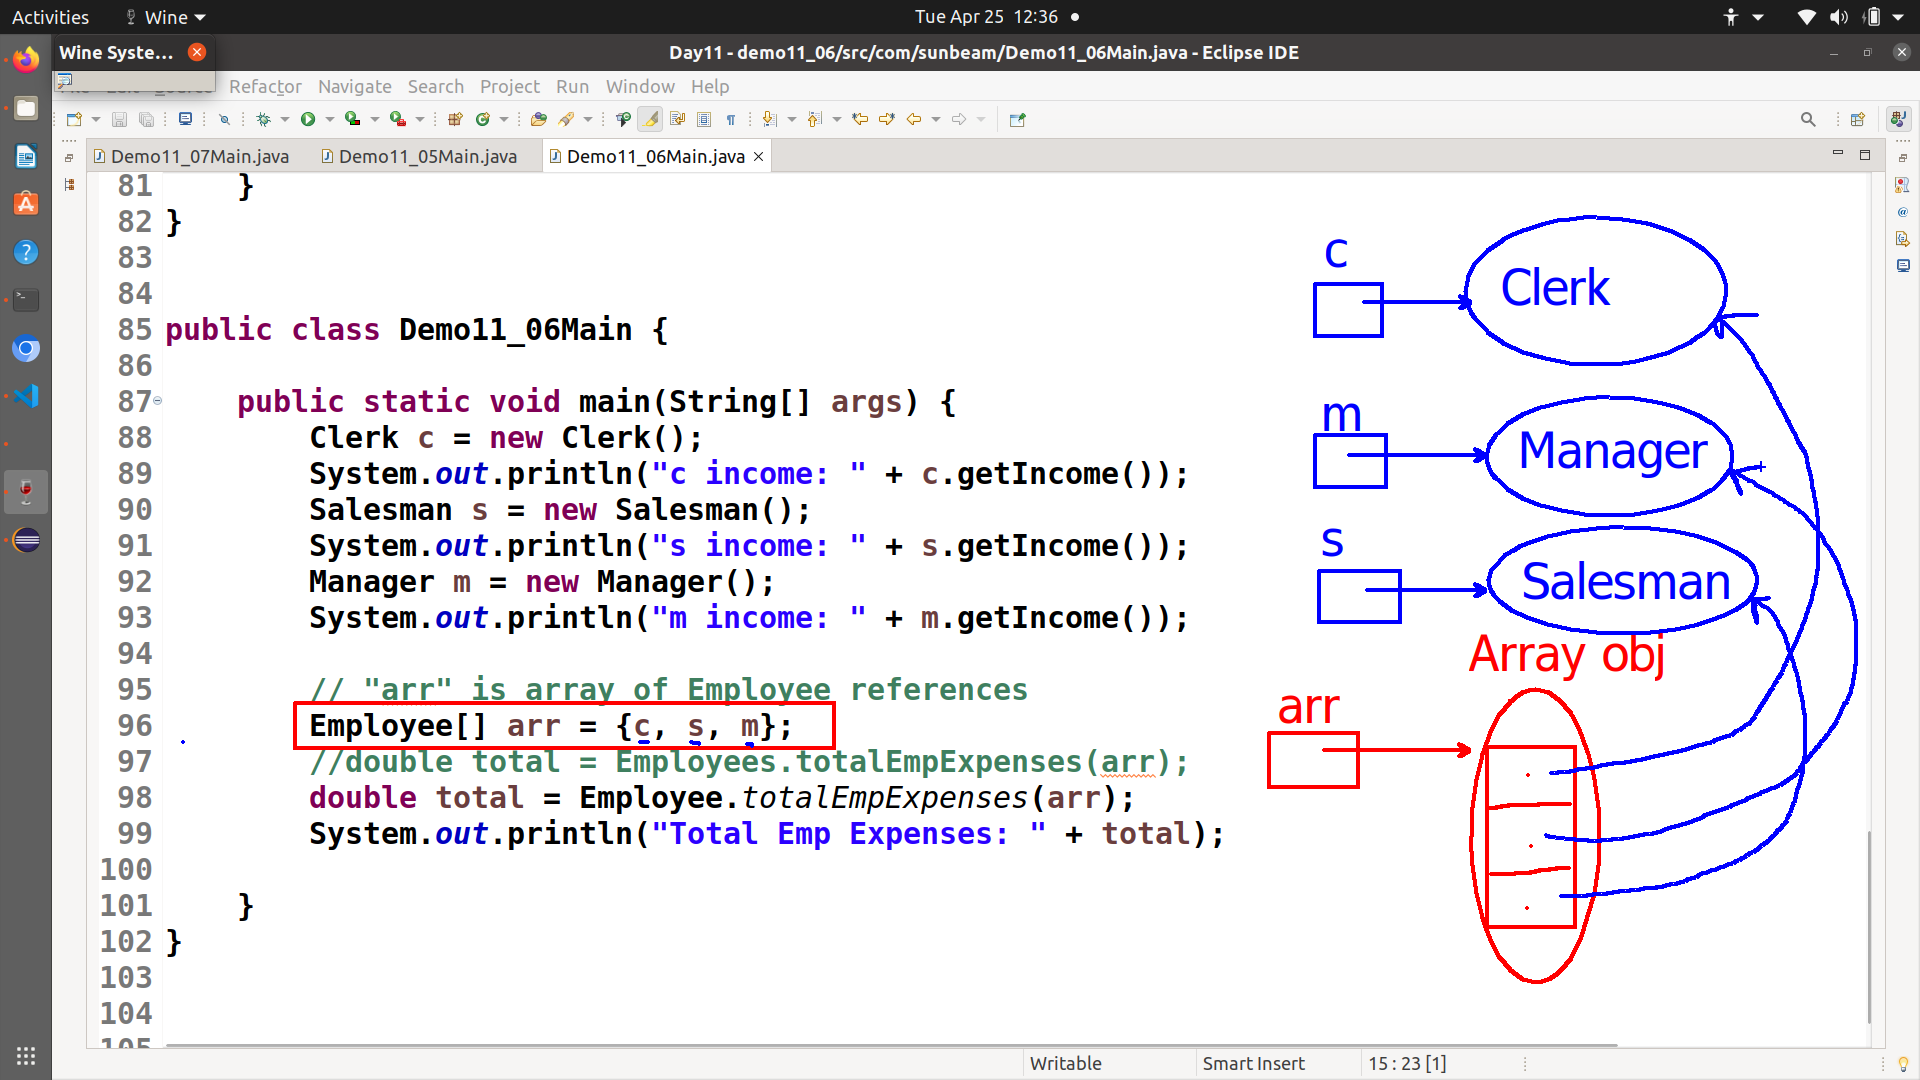 Activities
Wine
Tue Apr 25 12:36
Wine Syste...
Day11 - demo11_06/src/com/sunbeam/Demo11_06Main.java - Eclipse IDE
Refactor Navigate Search Project Run Window Help
Demo11_07Main.java
Demo11_05Main.java
Demo11_06Main.java
81 }
82 }
83
84
85 public class Demo11_06Main {
86
87 public static void main(String[] args) {
88 Clerk c = new Clerk();
89 System.out.println("c income: " + c.getIncome());
90 Salesman s = new Salesman();
91 System.out.println("s income: " + s.getIncome());
92 Manager m = new Manager();
93 System.out.println("m income: " + m.getIncome());
94
95 // "arr" is array of Employee references
96 Employee[] arr = {c, s, m};
97 //double total = Employees.totalEmpExpenses(arr);
98 double total = Employee.totalEmpExpenses(arr);
99 System.out.println("Total Emp Expenses: " + total);
100
101 }
102 }
103
104
105
c
Clerk
m
Manager
s
Salesman
Array obj
arr
Writable
Smart Insert
15 : 23 [1]